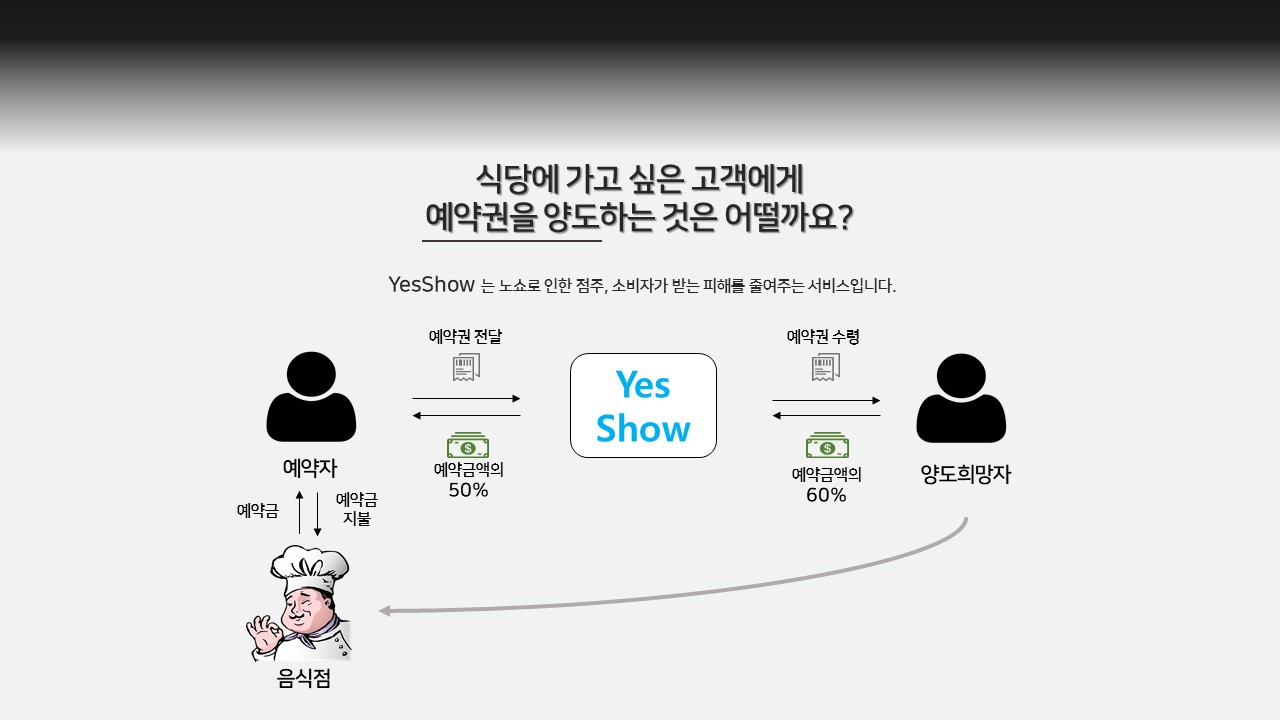 식당에 가고 싶은 고객에게
예약권을 양도하는 것은 어떨까요?
YesShow 는 노쇼로 인한 점주, 소비자가 받는 피해를 줄여주는 서비스입니다.
예약권 전달
예약권 수령
Yes
Show
예약금액의
50%
예약금액의
60%
예약자
양도희망자
예약금
예약금
지불
음식점